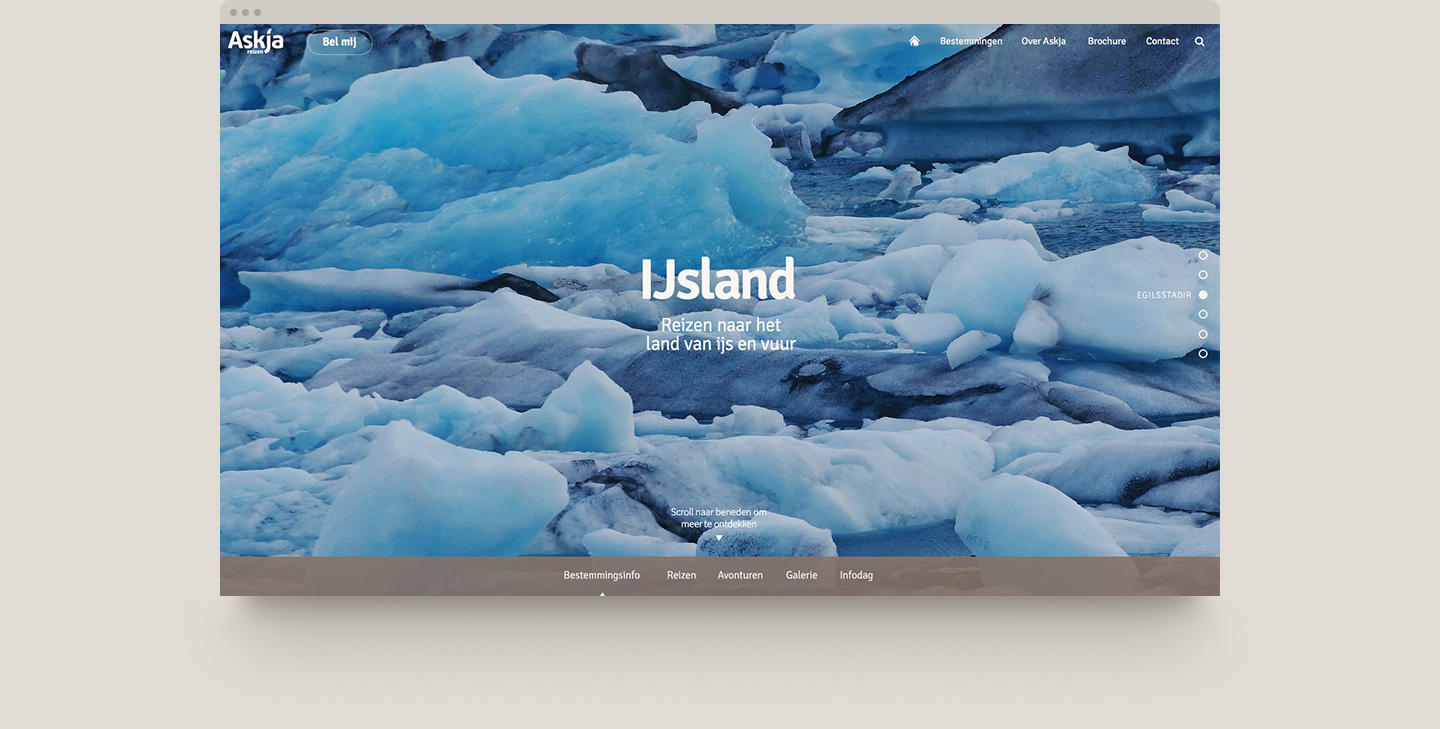 Askja
reizen
Bel mij
Bestemmingen
Over Askja
Brochure
Contact
IJsland
Reizen naar het
land van ijs en vuur
EGILSSTADIR
Scroll naar beneden om
meer te ontdekken
Bestemmingsinfo
Reizen
Avonturen
Galerie
Infodag